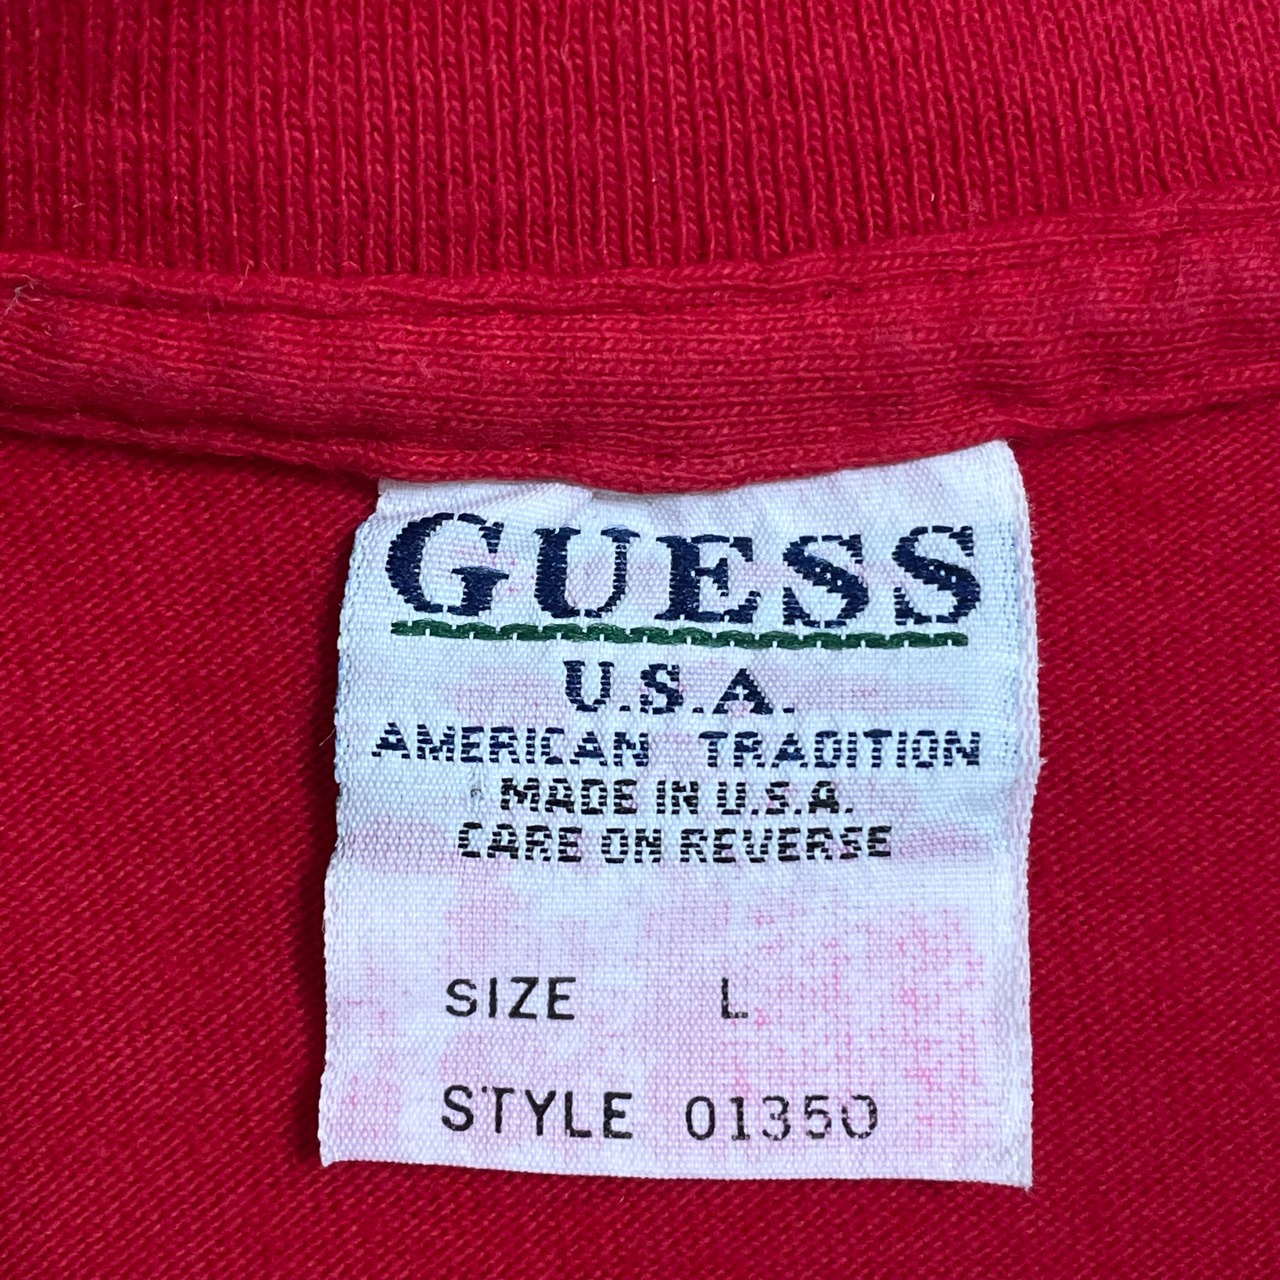 GUESS
U.S.A.
AMERICAN TRADITION
MADE IN U.S.A.
CARE ON REVERSE
SIZE L
STYLE 01350